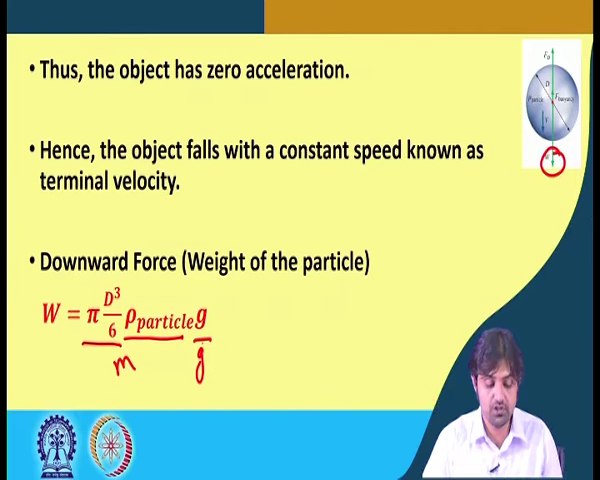 • Thus, the object has zero acceleration.
• Hence, the object falls with a constant speed known as
terminal velocity.
• Downward Force (Weight of the particle)
W = π D³/6 ρparticle g
m g
D